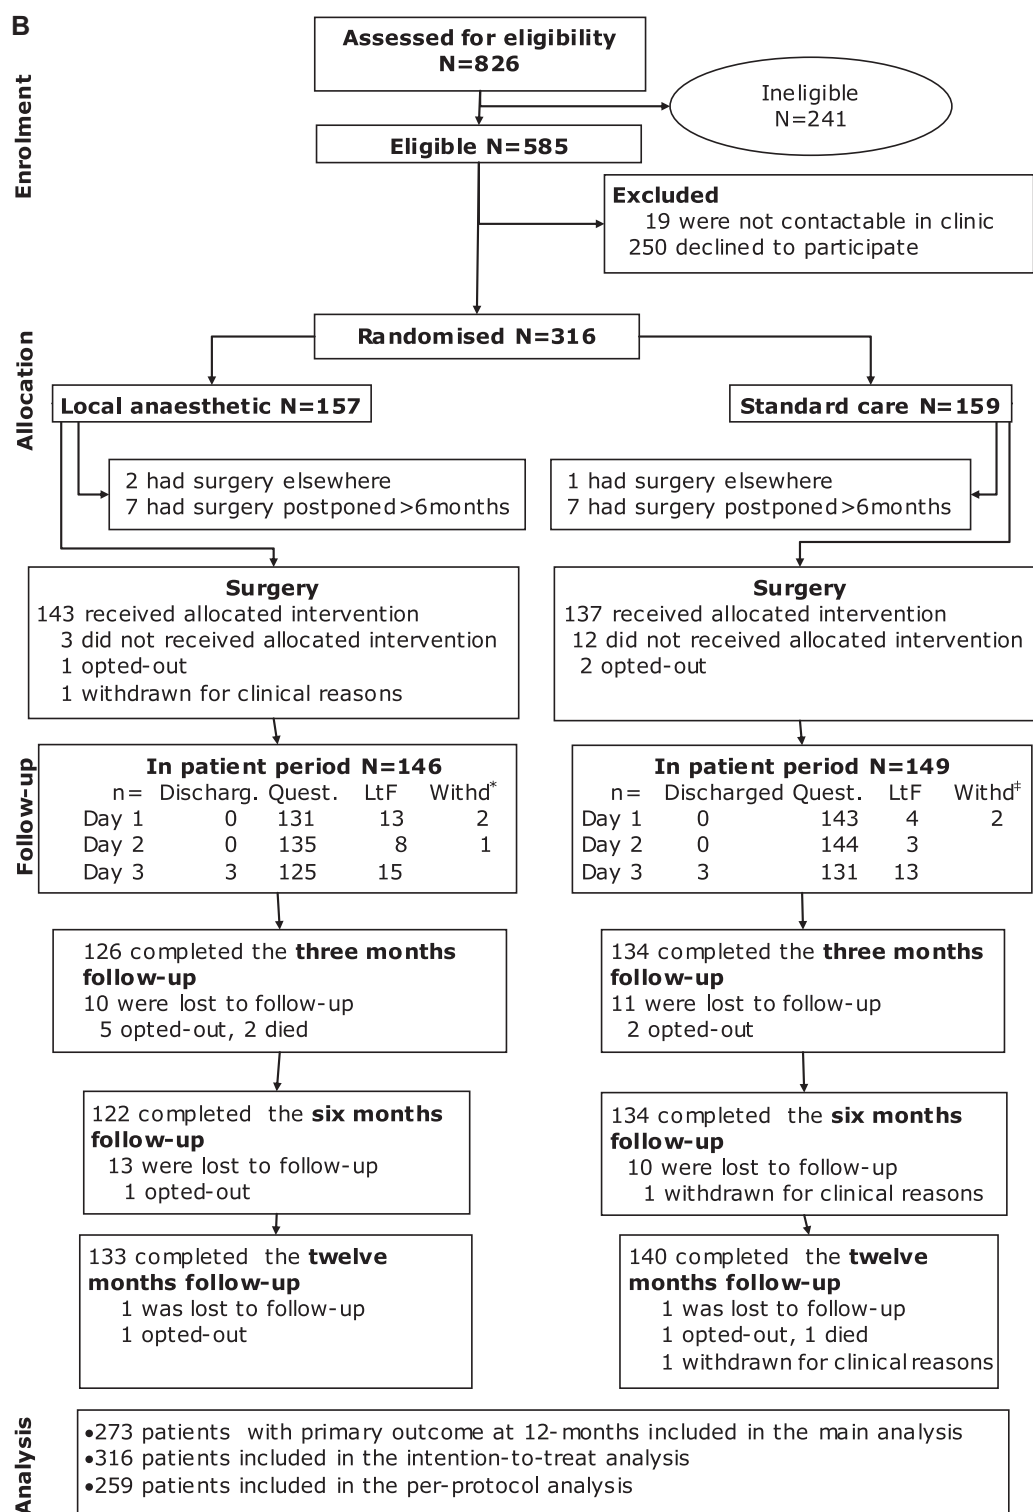 B
Enrolment
Assessed for eligibility
N=826
Ineligible
N=241
Eligible N=585
Excluded
19 were not contactable in clinic
250 declined to participate
Allocation
Randomised N=316
Local anaesthetic N=157
Standard care N=159
2 had surgery elsewhere
7 had surgery postponed>6months
1 had surgery elsewhere
7 had surgery postponed>6months
Surgery
143 received allocated intervention
3 did not received allocated intervention
1 opted-out
1 withdrawn for clinical reasons
Surgery
137 received allocated intervention
12 did not received allocated intervention
2 opted-out
Follow-up
In patient period N=146
n= Discharg. Quest. LtF Withd*
Day 1 0 131 13 2
Day 2 0 135 8 1
Day 3 3 125 15
In patient period N=149
n= Discharged Quest. LtF Withd‡
Day 1 0 143 4 2
Day 2 0 144 3
Day 3 3 131 13
126 completed the three months
follow-up
10 were lost to follow-up
5 opted-out, 2 died
134 completed the three months
follow-up
11 were lost to follow-up
2 opted-out
122 completed the six months
follow-up
13 were lost to follow-up
1 opted-out
134 completed the six months
follow-up
10 were lost to follow-up
1 withdrawn for clinical reasons
133 completed the twelve
months follow-up
1 was lost to follow-up
1 opted-out
140 completed the twelve
months follow-up
1 was lost to follow-up
1 opted-out, 1 died
1 withdrawn for clinical reasons
Analysis
•273 patients with primary outcome at 12-months included in the main analysis
•316 patients included in the intention-to-treat analysis
•259 patients included in the per-protocol analysis